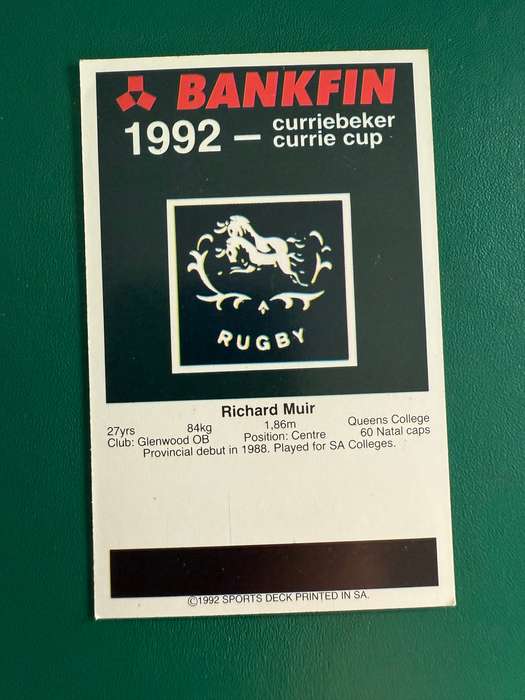 BANKFIN
1992 – curriebeker
currie cup
RUGBY
Richard Muir
27yrs 84kg 1,86m Queens College
Club: Glenwood OB Position: Centre 60 Natal caps
Provincial debut in 1988. Played for SA Colleges.
©1992 SPORTS DECK PRINTED IN SA.